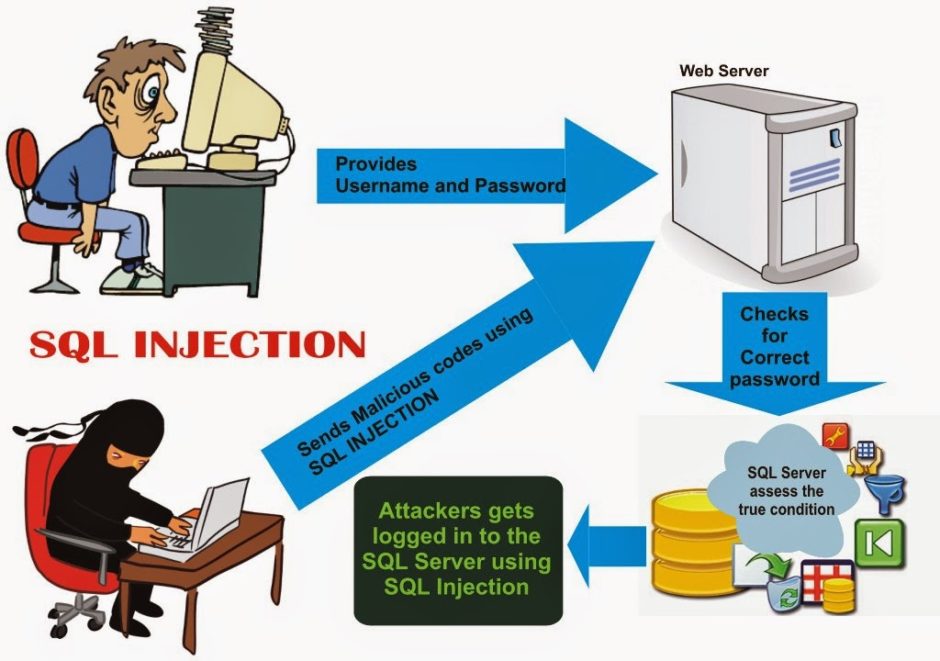 Web Server
Provides
Username and Password
SQL INJECTION
Sends Malicious codes using
SQL INJECTION
Checks
for
Correct
password
SQL Server
assess the
true condition
Attackers gets
logged in to the
SQL Server using
SQL Injection